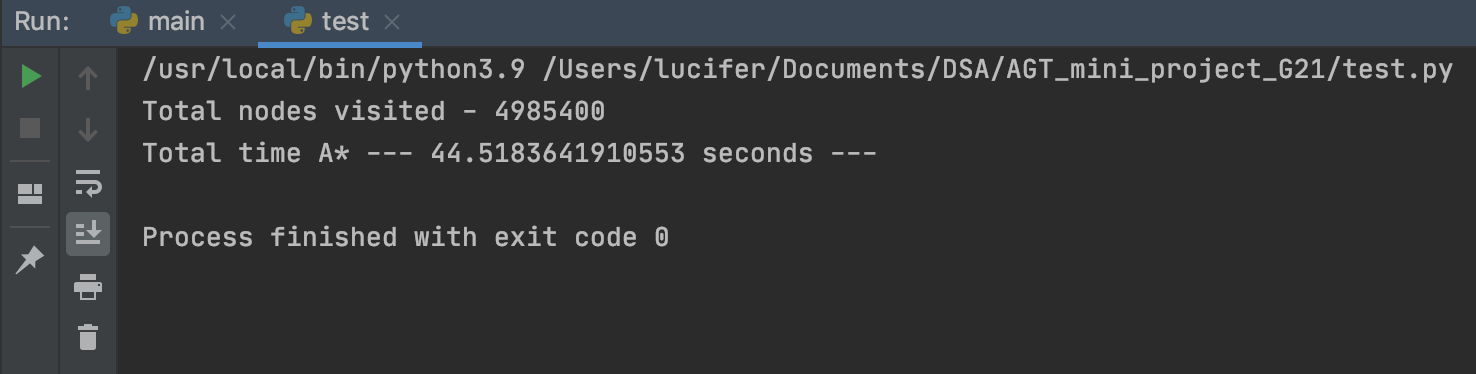 Run: main test
/usr/local/bin/python3.9 /Users/lucifer/Documents/DSA/AGT_mini_project_G21/test.py
Total nodes visited - 4985400
Total time A* --- 44.5183641910553 seconds ---
Process finished with exit code 0